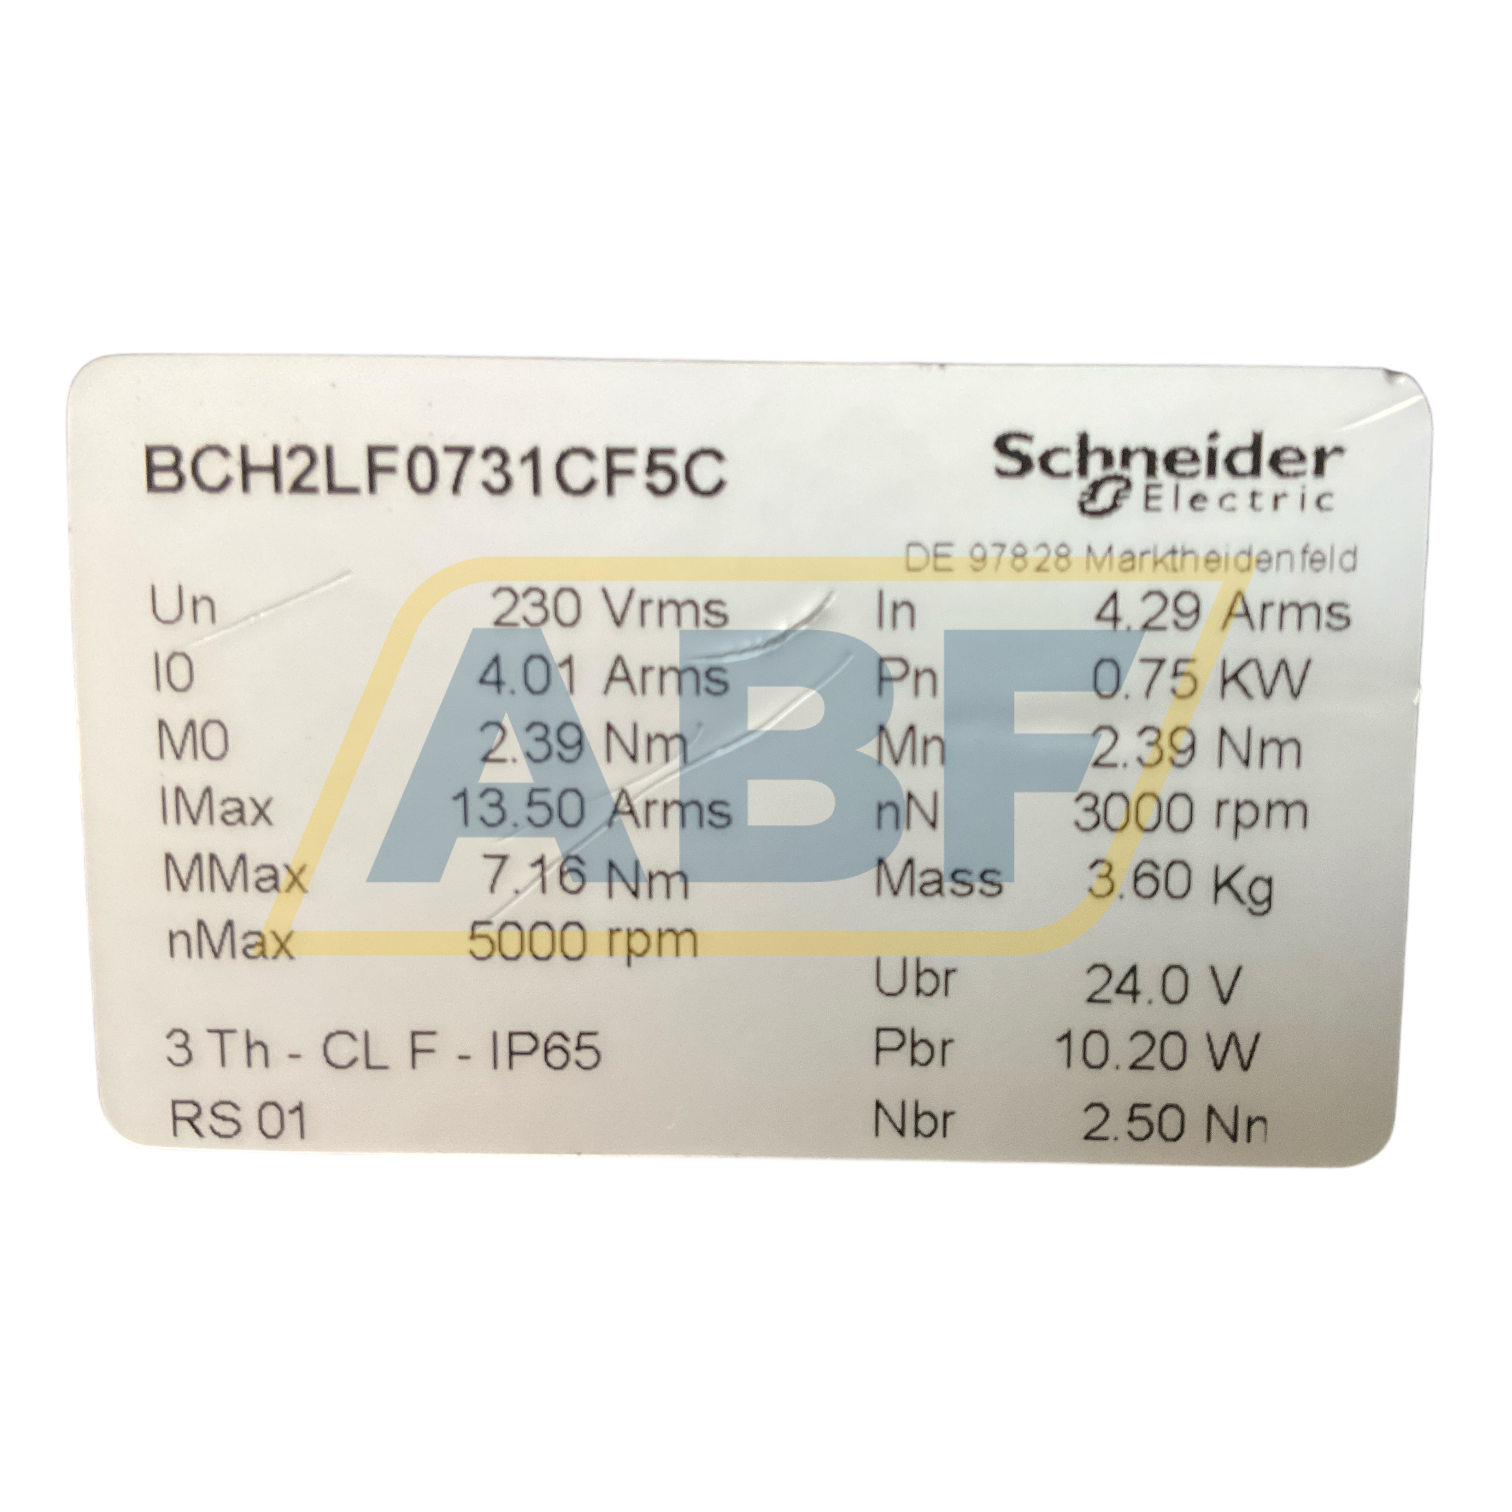 BCH2LF0731CF5C
Schneider
Electric
DE 97828 Marktheidenfeld
Un 230 Vrms In 4.29 Arms
I0 4.01 Arms Pn 0.75 KW
M0 2.39 Nm Mn 2.39 Nm
IMax 13.50 Arms nN 3000 rpm
MMax 7.16 Nm Mass 3.60 Kg
nMax 5000 rpm
Ubr 24.0 V
3 Th - CL F - IP65 Pbr 10.20 W
RS 01 Nbr 2.50 Nn
ABF